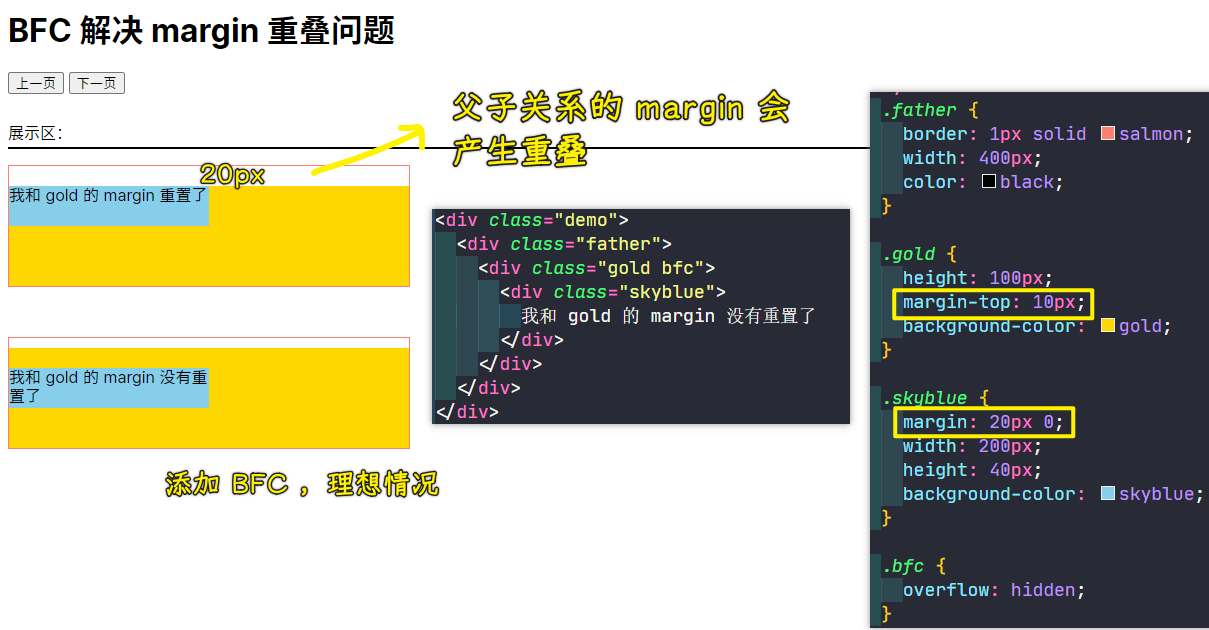 BFC 解决 margin 重叠问题
上一页 下一页
展示区：
20px
我和 gold 的 margin 重置了
我和 gold 的 margin 没有重
置了
添加 BFC ，理想情况
父子关系的 margin 会
产生重叠
<div class="demo">
<div class="father">
<div class="gold bfc">
<div class="skyblue">
我和 gold 的 margin 没有重置了
</div>
</div>
</div>
</div>
.father {
border: 1px solid salmon;
width: 400px;
color: black;
}
.gold {
height: 100px;
margin-top: 10px;
background-color: gold;
}
.skyblue {
margin: 20px 0;
width: 200px;
height: 40px;
background-color: skyblue;
}
.bfc {
overflow: hidden;
}